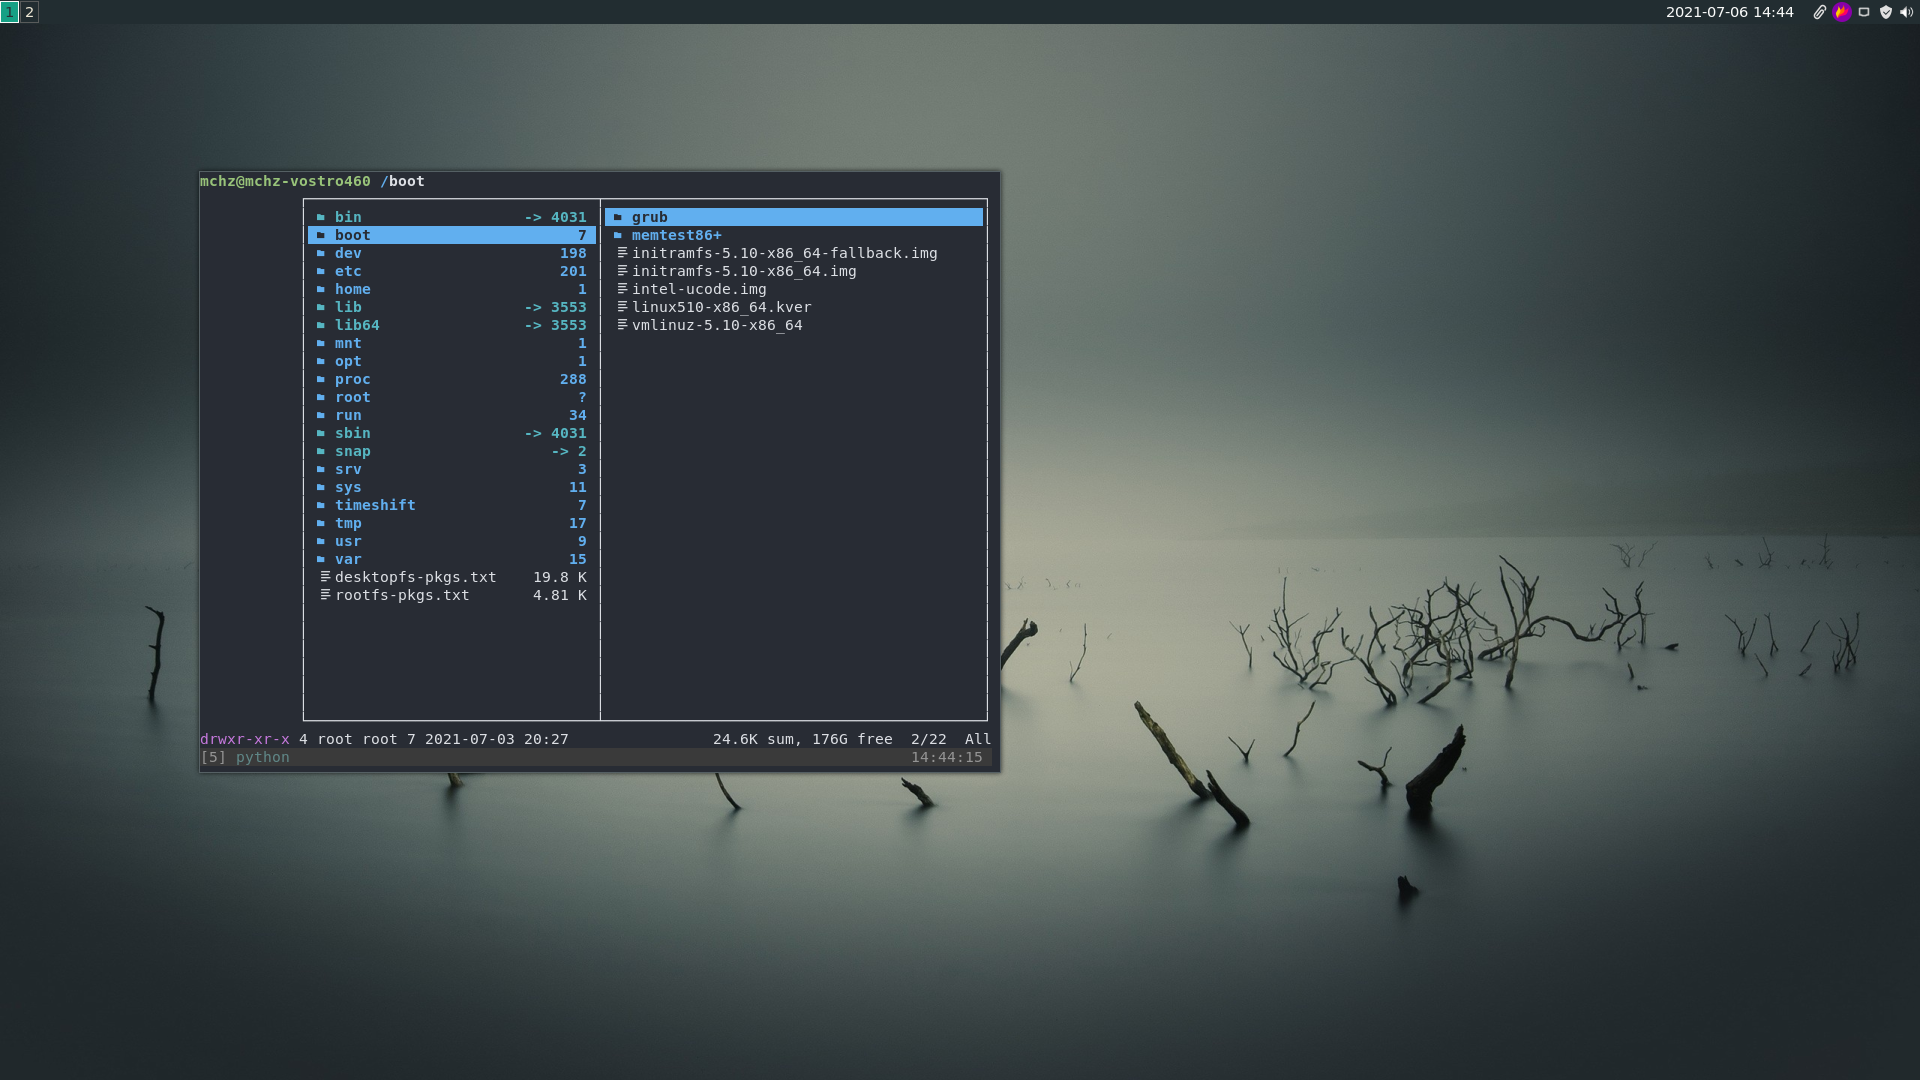 1 2 2021-07-06 14:44
mchz@mchz-vostro460 /boot
bin -> 4031
boot 7
dev 198
etc 201
home 1
lib -> 3553
lib64 -> 3553
mnt 1
opt 1
proc 288
root ?
run 34
sbin -> 4031
snap -> 2
srv 3
sys 11
timeshift 7
tmp 17
usr 9
var 15
desktopfs-pkgs.txt 19.8 K
rootfs-pkgs.txt 4.81 K
grub
memtest86+
initramfs-5.10-x86_64-fallback.img
initramfs-5.10-x86_64.img
intel-ucode.img
linux510-x86_64.kver
vmlinuz-5.10-x86_64
drwxr-xr-x 4 root root 7 2021-07-03 20:27 24.6K sum, 176G free 2/22 All
[5] python 14:44:15